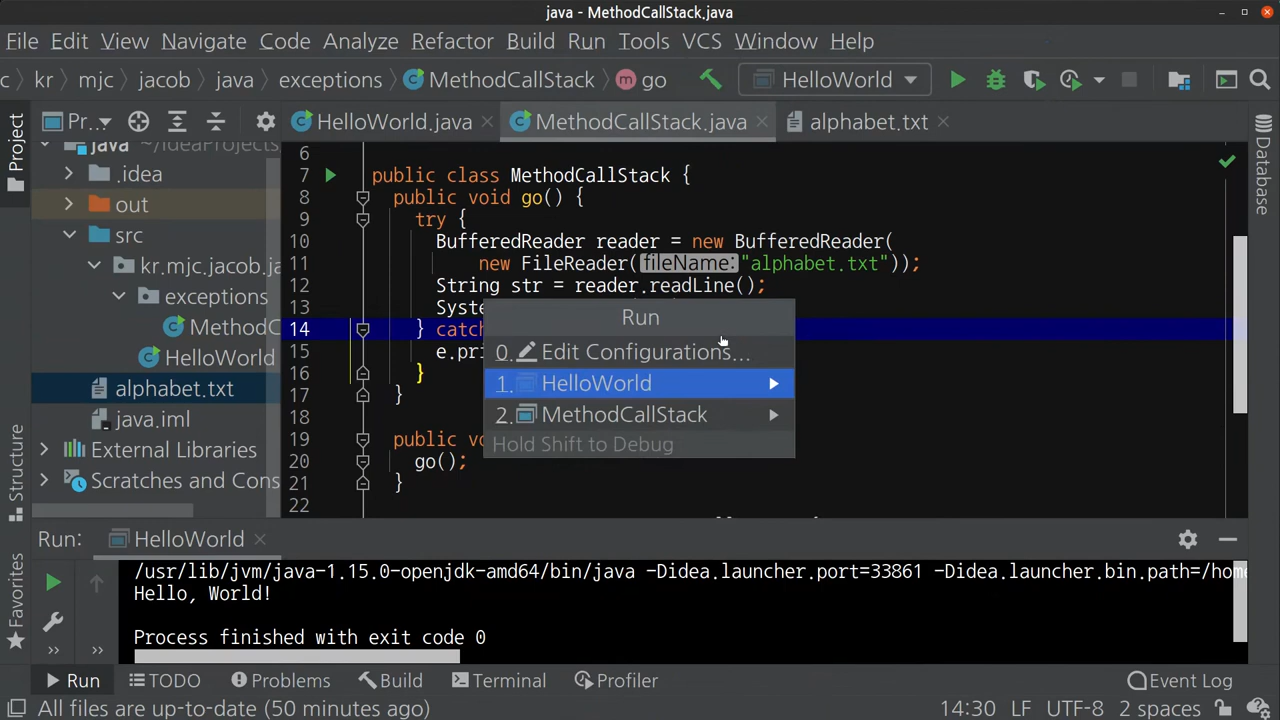 java - MethodCallStack.java
File Edit View Navigate Code Analyze Refactor Build Run Tools VCS Window Help
c kr mjc jacob java exceptions MethodCallStack m go HelloWorld
Project
Pr...
HelloWorld.java MethodCallStack.java alphabet.txt
Database
java ~/IdeaProjects
.idea
out
src
kr.mjc.jacob.ja
exceptions
MethodC
HelloWorld
alphabet.txt
java.iml
External Libraries
Scratches and Cons
6
7 public class MethodCallStack {
8 public void go() {
9 try {
10 BufferedReader reader = new BufferedReader(
11 new FileReader( fileName: "alphabet.txt"));
12 String str = reader.readLine();
13 Syste
14 } catch
15 e.pri
16 }
17 }
19 public vo
20 go();
21 }
22
Run
0. Edit Configurations...
1. HelloWorld
2. MethodCallStack
Hold Shift to Debug
Structure
Favorites
Run: HelloWorld
/usr/lib/jvm/java-1.15.0-openjdk-amd64/bin/java -Didea.launcher.port=33861 -Didea.launcher.bin.path=/home
Hello, World!
Process finished with exit code 0
Run TODO Problems Build Terminal Profiler Event Log
All files are up-to-date (50 minutes ago) 14:30 LF UTF-8 2 spaces